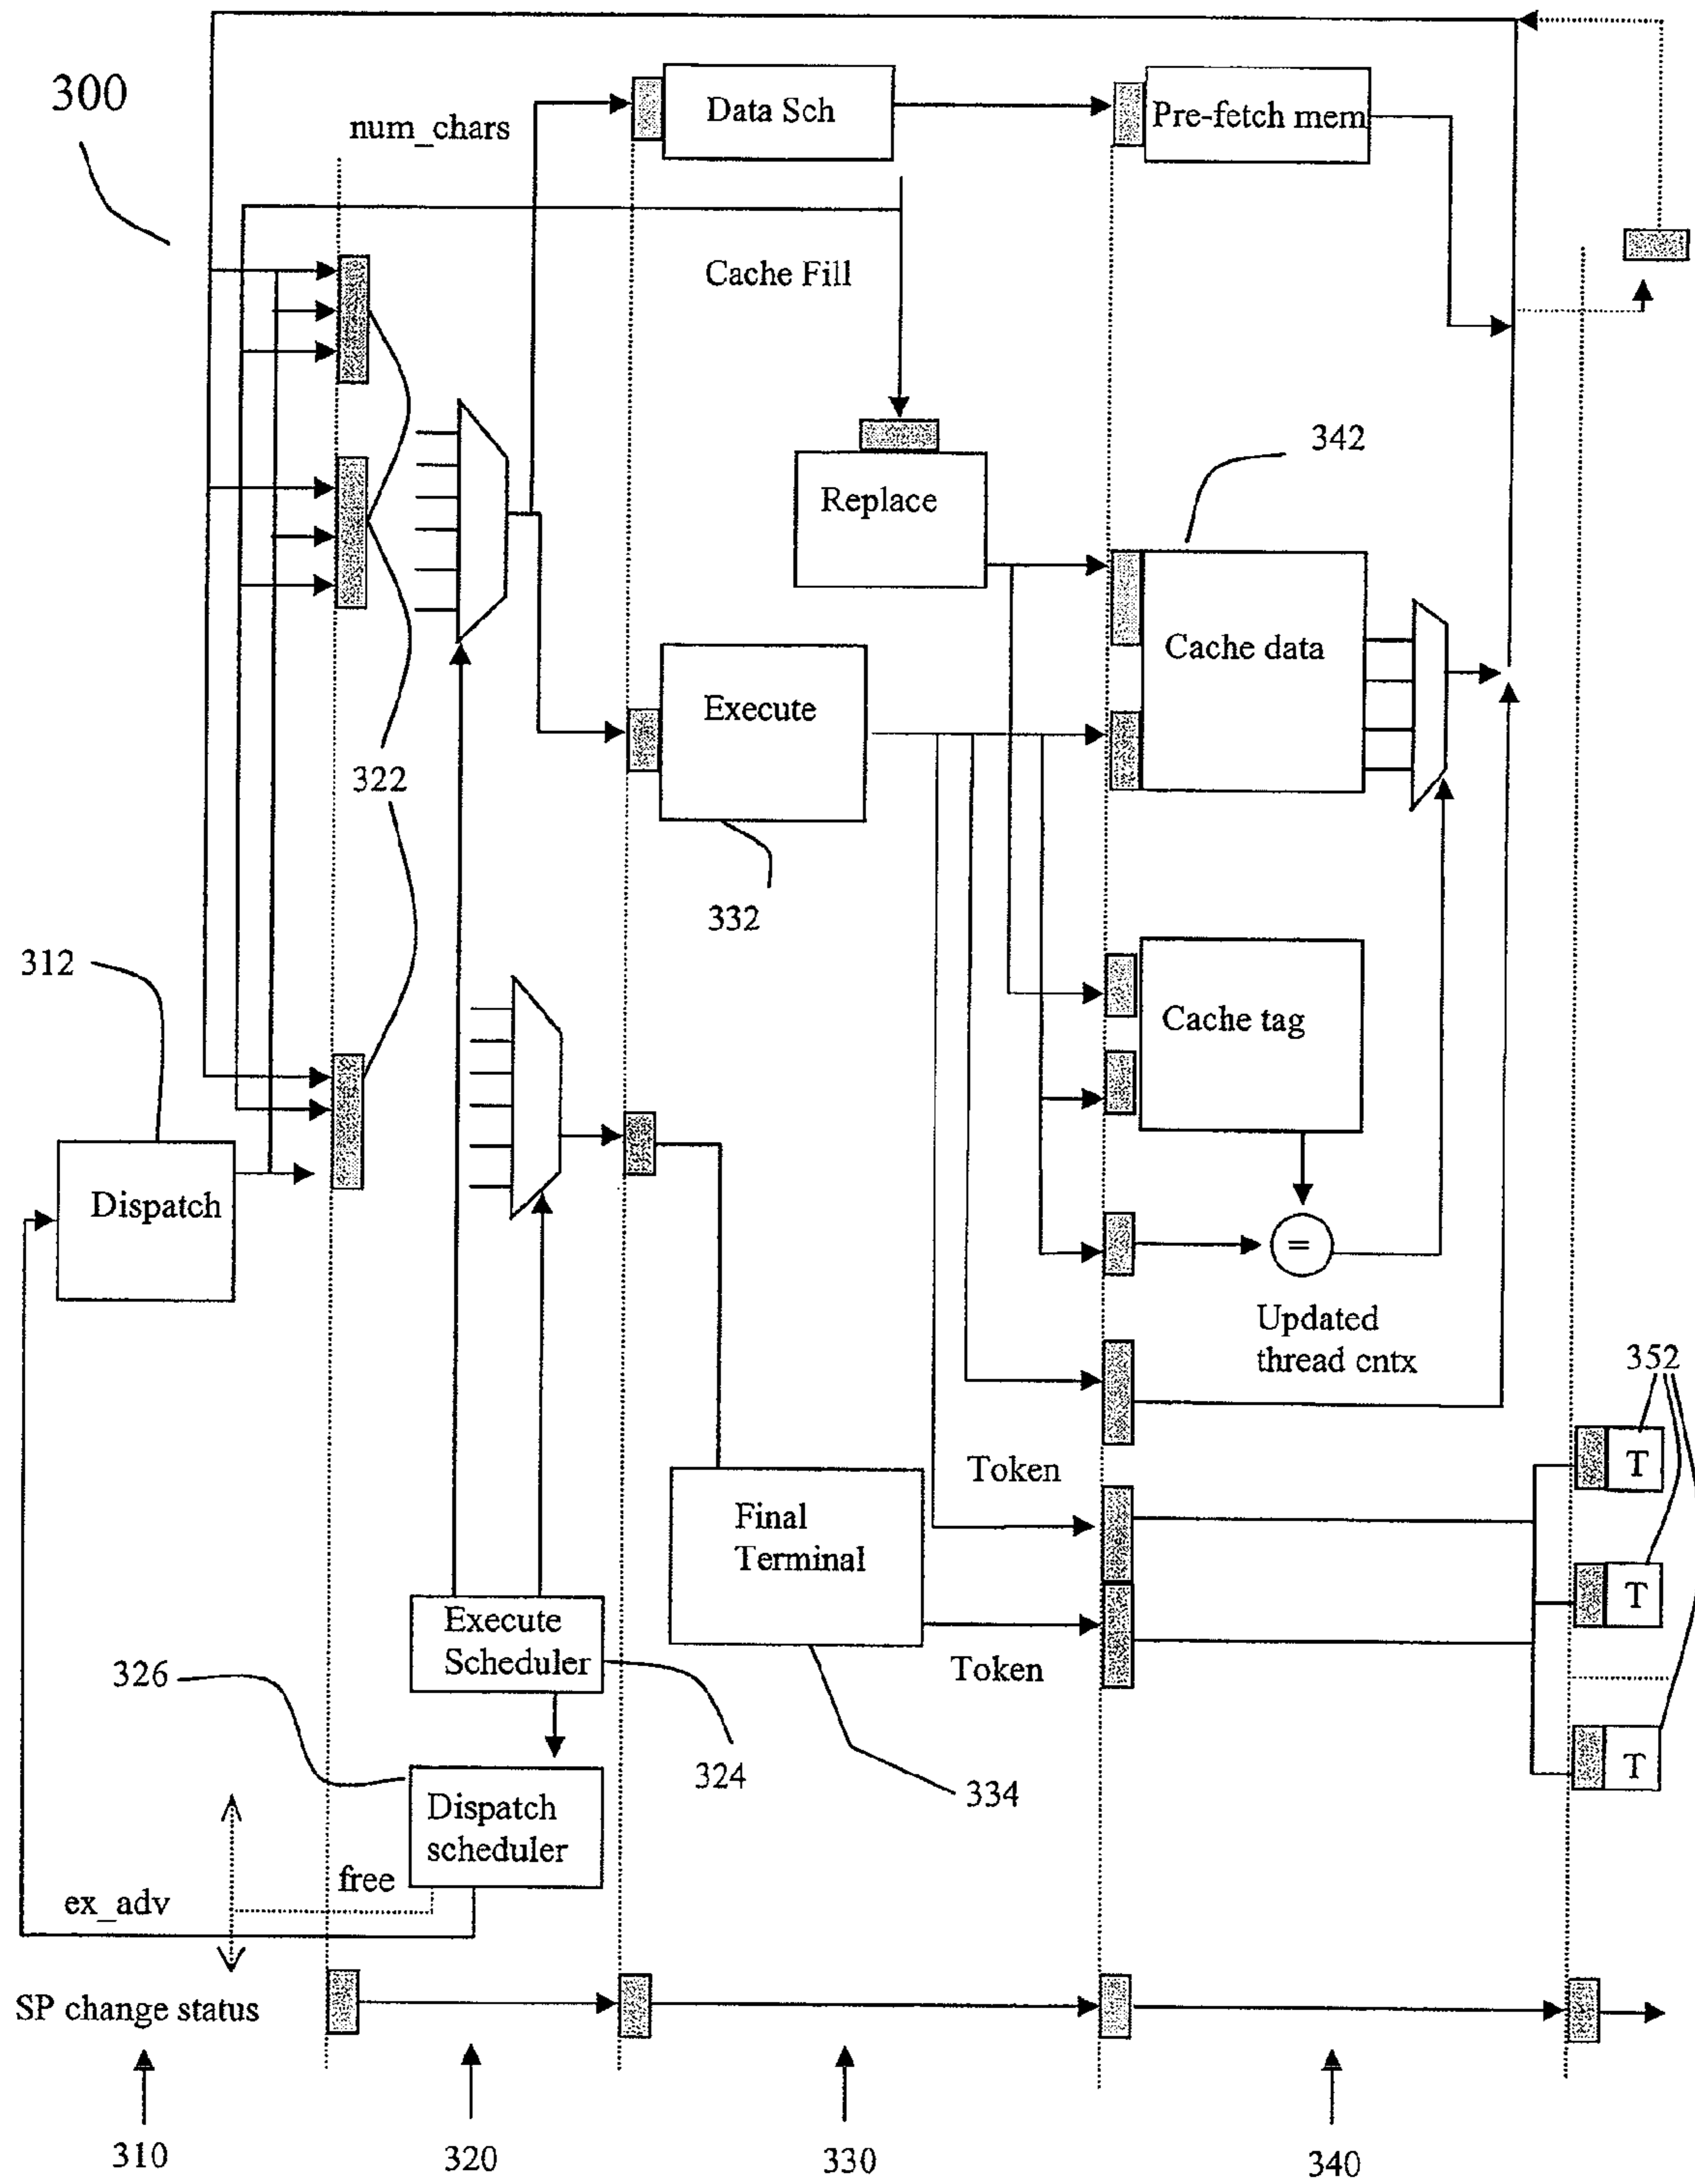 300
num_chars
Data Sch
Pre-fetch mem
Cache Fill
342
Replace
Cache data
Execute
322
332
312
Cache tag
Dispatch
=
Updated
thread cntx
352
Token
T
Final
Terminal
T
Execute
Scheduler
326
Token
324
334
T
Dispatch
scheduler
free
ex_adv
SP change status
310
320
330
340